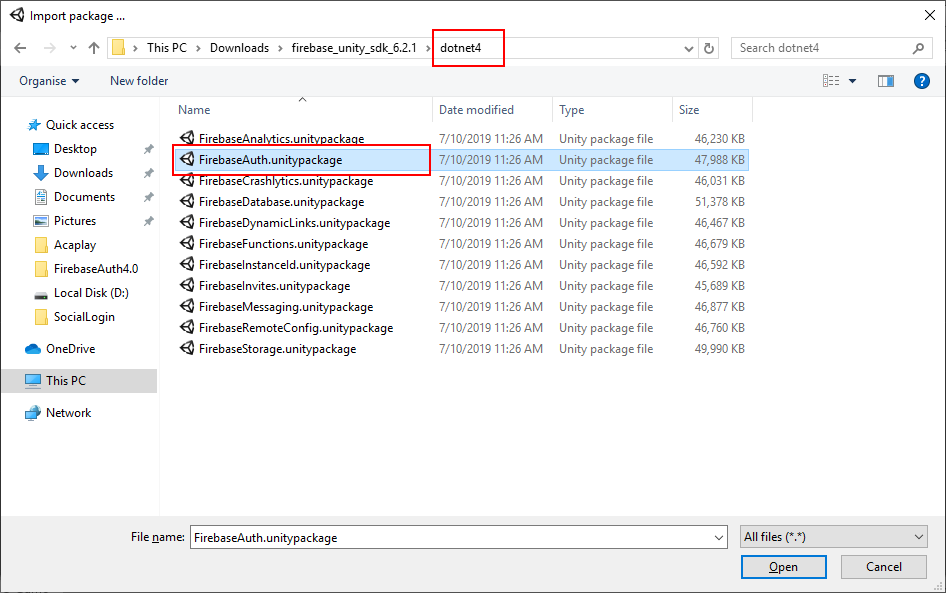 Import package ...
This PC > Downloads > firebase_unity_sdk_6.2.1 > dotnet4
Search dotnet4
Organise
New folder
Name Date modified Type Size
Quick access
Desktop
Downloads
Documents
Pictures
Acaplay
FirebaseAuth4.0
Local Disk (D:)
SocialLogin
OneDrive
This PC
Network
FirebaseAnalytics.unitypackage 7/10/2019 11:26 AM Unity package file 46,230 KB
FirebaseAuth.unitypackage 7/10/2019 11:26 AM Unity package file 47,988 KB
FirebaseCrashlytics.unitypackage 7/10/2019 11:26 AM Unity package file 46,031 KB
FirebaseDatabase.unitypackage 7/10/2019 11:26 AM Unity package file 51,378 KB
FirebaseDynamicLinks.unitypackage 7/10/2019 11:26 AM Unity package file 46,467 KB
FirebaseFunctions.unitypackage 7/10/2019 11:26 AM Unity package file 46,679 KB
FirebaseInstanceId.unitypackage 7/10/2019 11:26 AM Unity package file 46,592 KB
FirebaseInvites.unitypackage 7/10/2019 11:26 AM Unity package file 45,689 KB
FirebaseMessaging.unitypackage 7/10/2019 11:26 AM Unity package file 46,877 KB
FirebaseRemoteConfig.unitypackage 7/10/2019 11:26 AM Unity package file 46,760 KB
FirebaseStorage.unitypackage 7/10/2019 11:26 AM Unity package file 49,990 KB
File name: FirebaseAuth.unitypackage
All files (*.*)
Open
Cancel